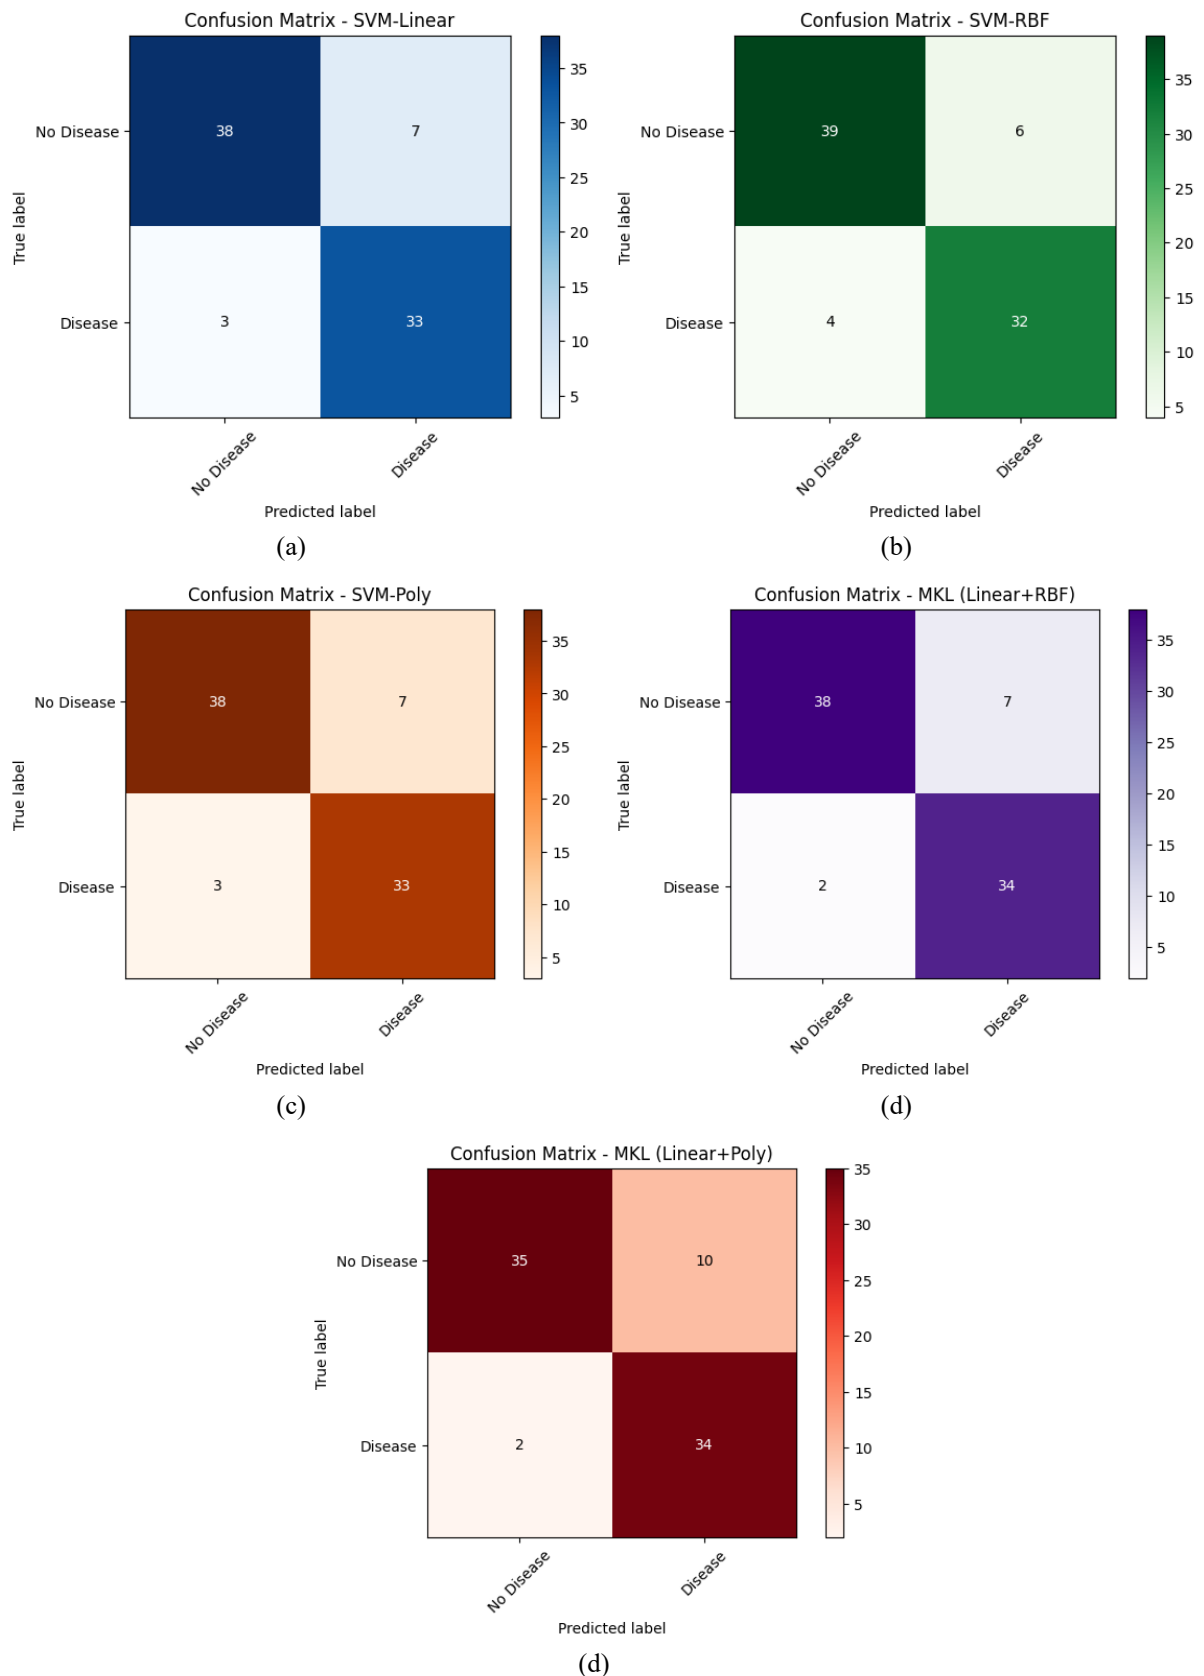 Confusion Matrix - SVM-Linear
No Disease
38
7
Disease
3
33
True label
No Disease
Disease
Predicted label
35
30
25
20
15
10
5
(a)
Confusion Matrix - SVM-RBF
No Disease
39
6
Disease
4
32
True label
No Disease
Disease
Predicted label
35
30
25
20
15
10
5
(b)
Confusion Matrix - SVM-Poly
No Disease
38
7
Disease
3
33
True label
No Disease
Disease
Predicted label
35
30
25
20
15
10
5
(c)
Confusion Matrix - MKL (Linear+RBF)
No Disease
38
7
Disease
2
34
True label
No Disease
Disease
Predicted label
35
30
25
20
15
10
5
(d)
Confusion Matrix - MKL (Linear+Poly)
No Disease
35
10
Disease
2
34
True label
No Disease
Disease
Predicted label
35
30
25
20
15
10
5
(d)